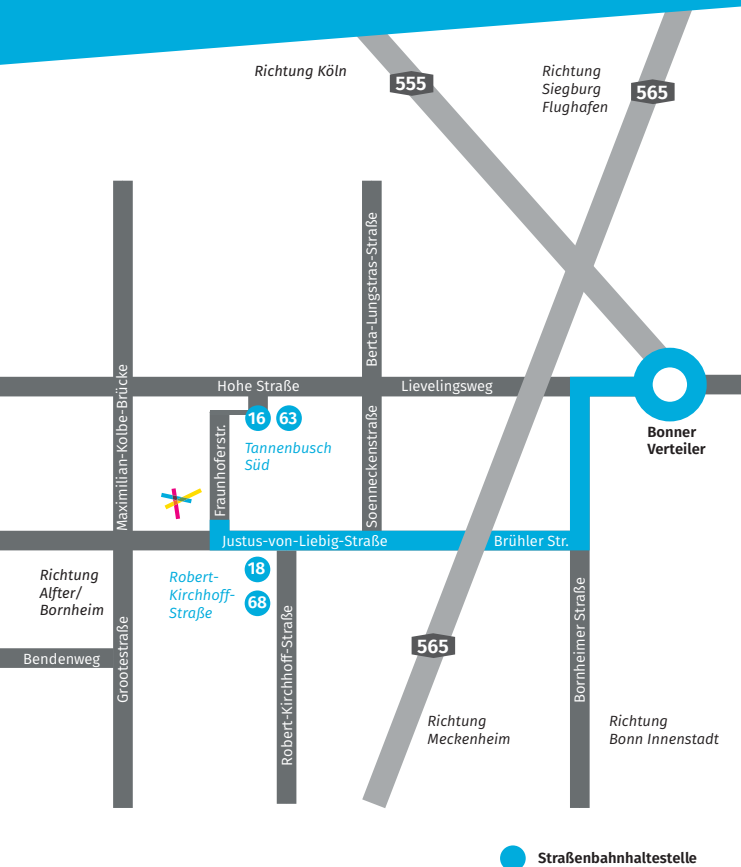 Richtung Köln
555
Richtung
Siegburg
Flughafen
565
Maximilian-Kolbe-Brücke
Berta-Lungstras-Straße
Hohe Straße
Lievelingsweg
Bonner
Verteiler
16
63
Tannenbusch
Süd
Fraunhoferstr.
Soenneckenstraße
Justus-von-Liebig-Straße
Brühler Str.
Richtung
Alfter/
Bornheim
Robert-
Kirchhoff-
Straße
18
68
Bendenweg
Grootestraße
Robert-Kirchhoff-Straße
565
Bornheimer Straße
Richtung
Meckenheim
Richtung
Bonn Innenstadt
Straßenbahnhaltestelle